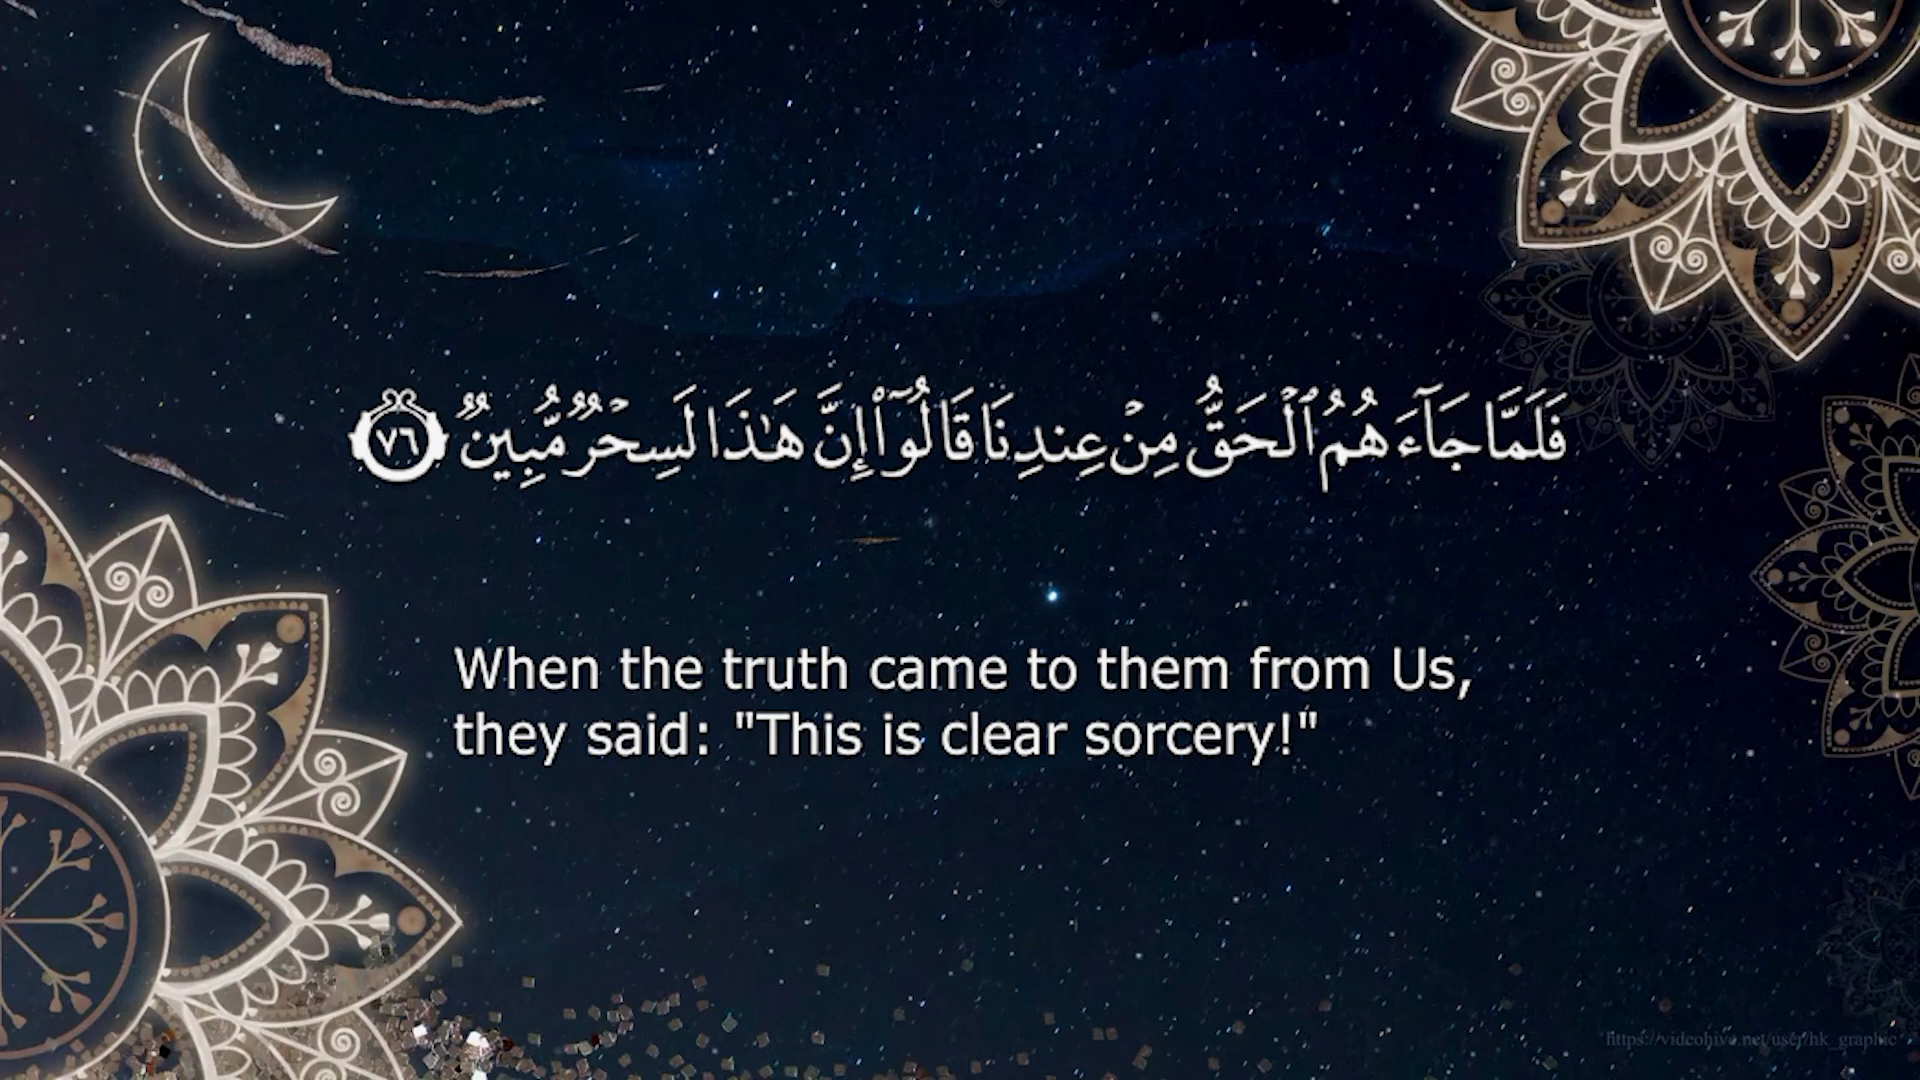 فَلَمَّا جَآءَهُمُ ٱلْحَقُّ مِنْ عِندِنَا قَالُوٓا۟ إِنَّ هَٰذَا لَسِحْرٌ مُّبِينٌ ٧٦
When the truth came to them from Us,
they said: "This is clear sorcery!"
https://videohive.net/user/hk_graphic